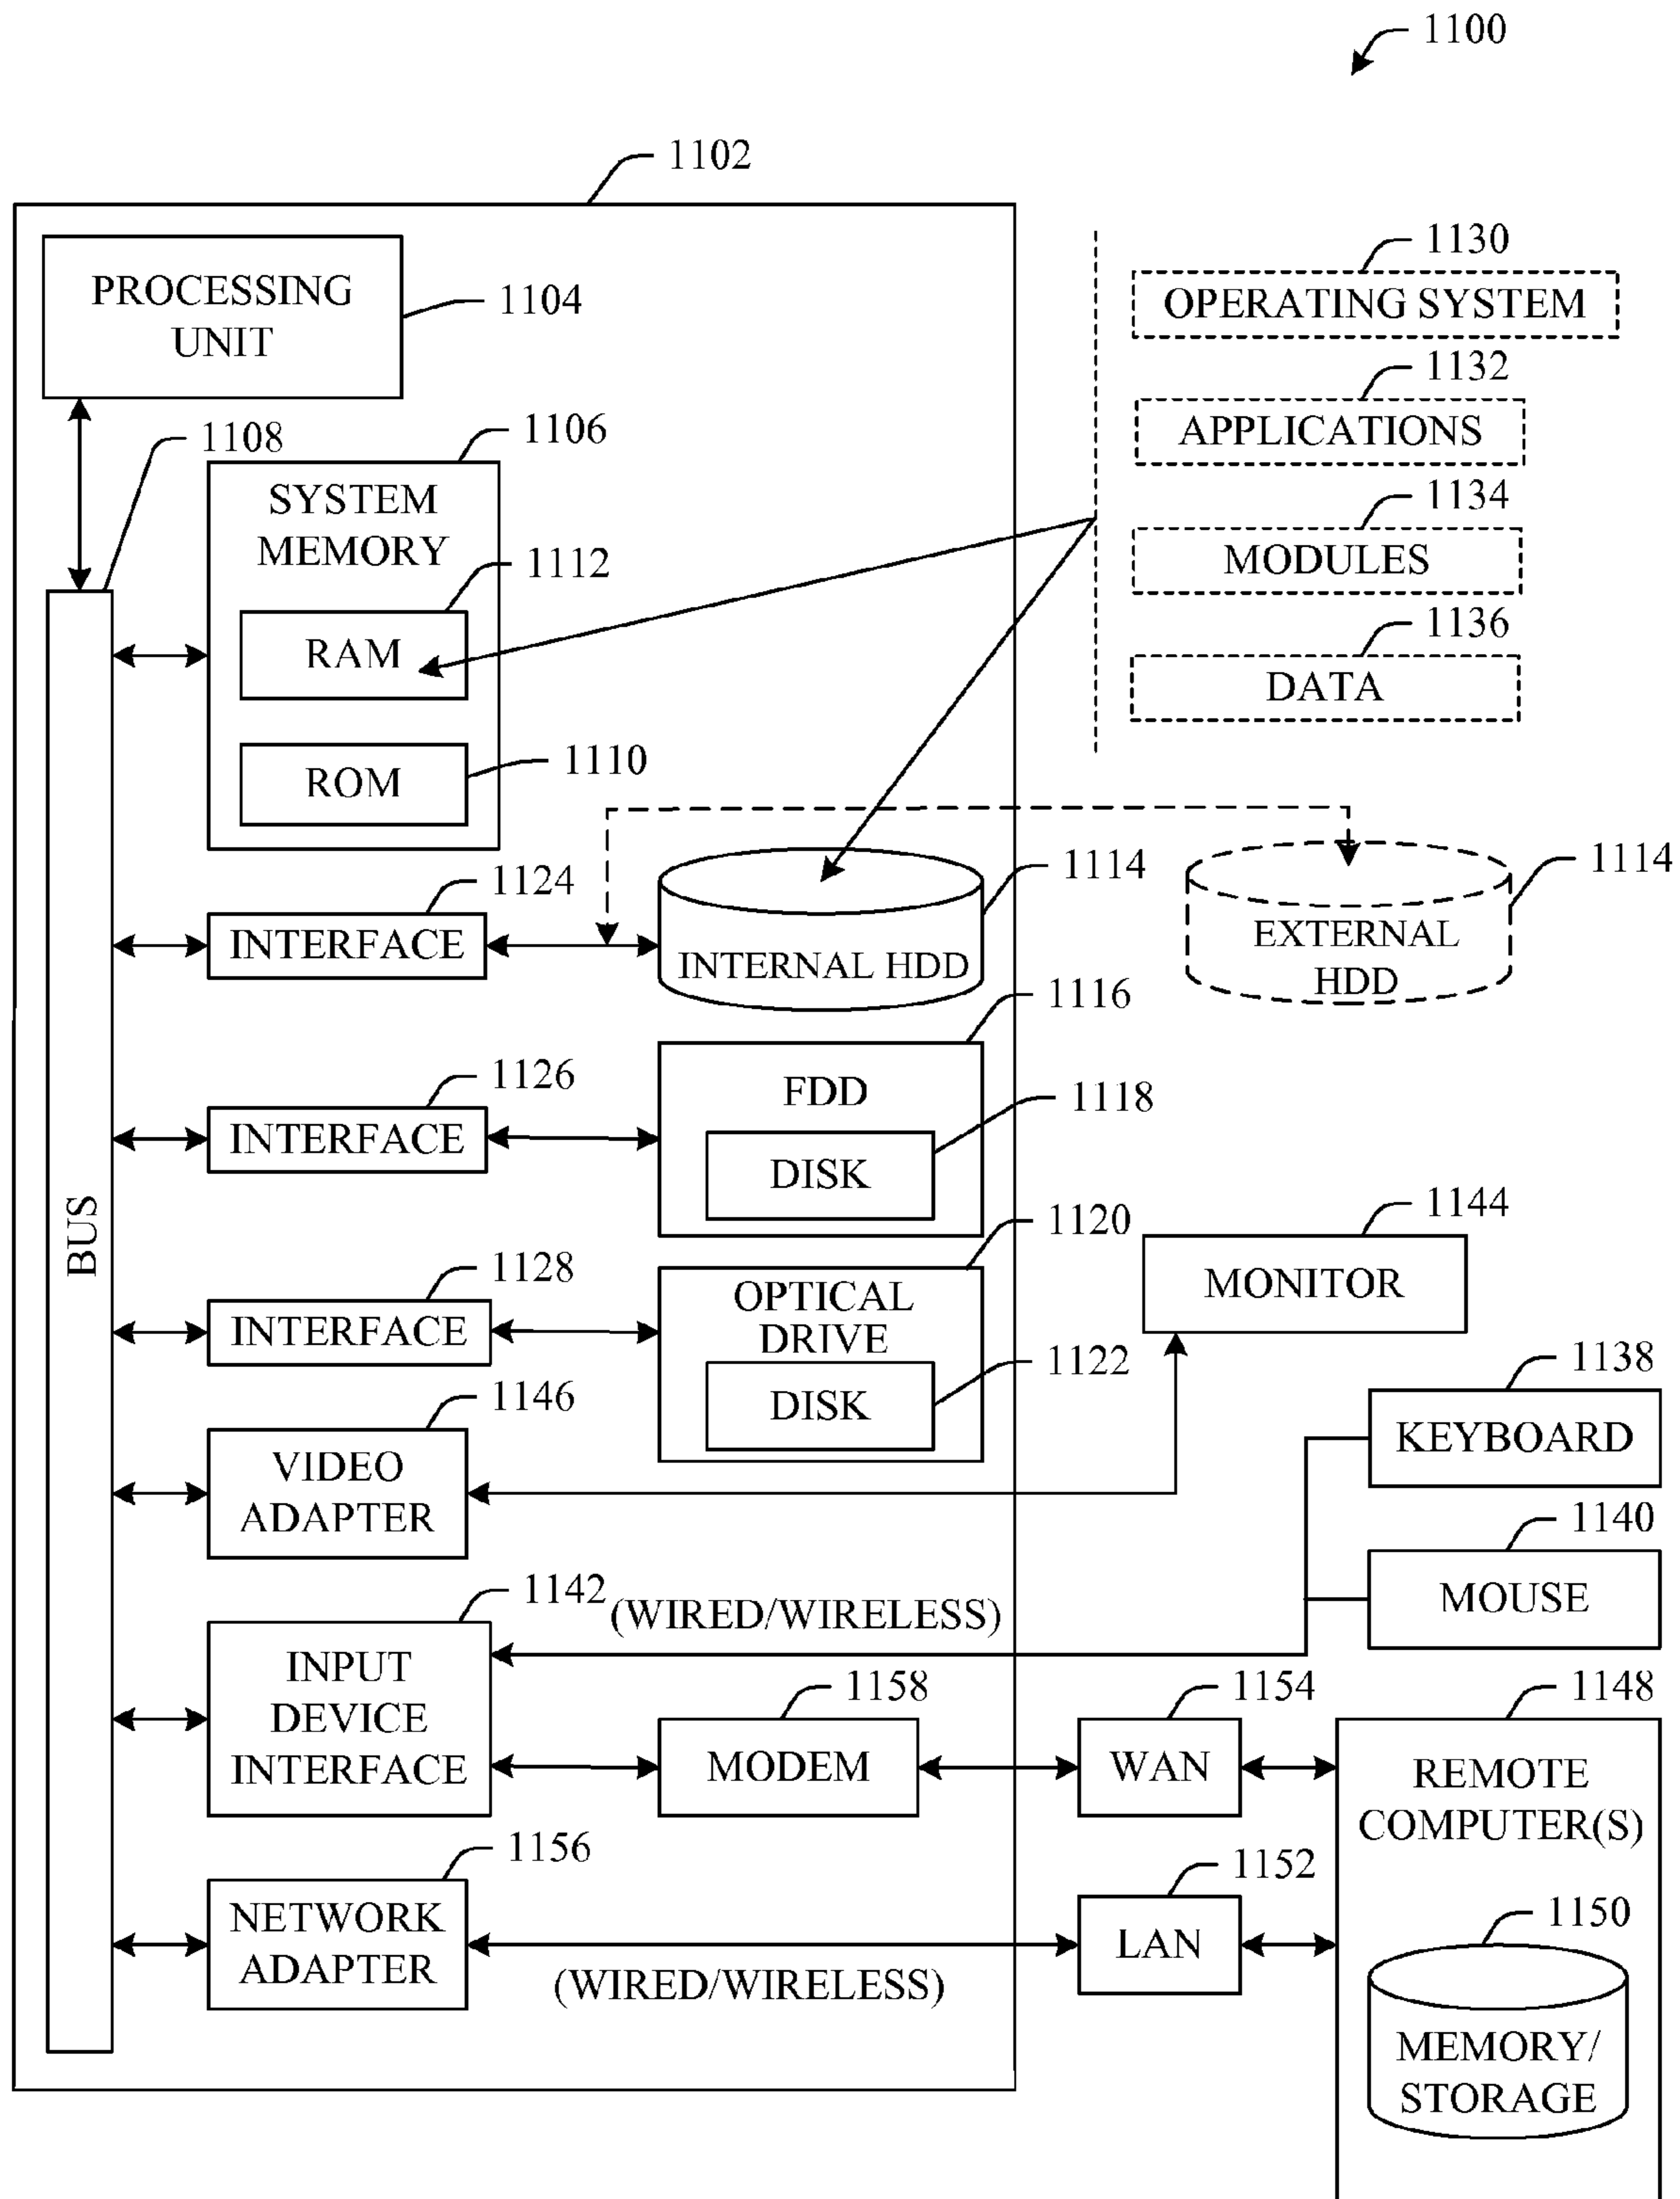 1100
1102
PROCESSING
UNIT
1104
1130
OPERATING SYSTEM
1132
APPLICATIONS
1134
MODULES
1136
DATA
1108
1106
SYSTEM
MEMORY
1112
RAM
1110
ROM
1124
INTERFACE
1114
INTERNAL HDD
1114
EXTERNAL
HDD
1116
1126
INTERFACE
FDD
1118
DISK
BUS
1120
1128
INTERFACE
OPTICAL
DRIVE
1122
DISK
1144
MONITOR
1146
VIDEO
ADAPTER
1138
KEYBOARD
1140
MOUSE
1142
(WIRED/WIRELESS)
INPUT
DEVICE
INTERFACE
1158
MODEM
1154
WAN
1148
REMOTE
COMPUTER(S)
1156
NETWORK
ADAPTER
(WIRED/WIRELESS)
1152
LAN
1150
MEMORY/
STORAGE